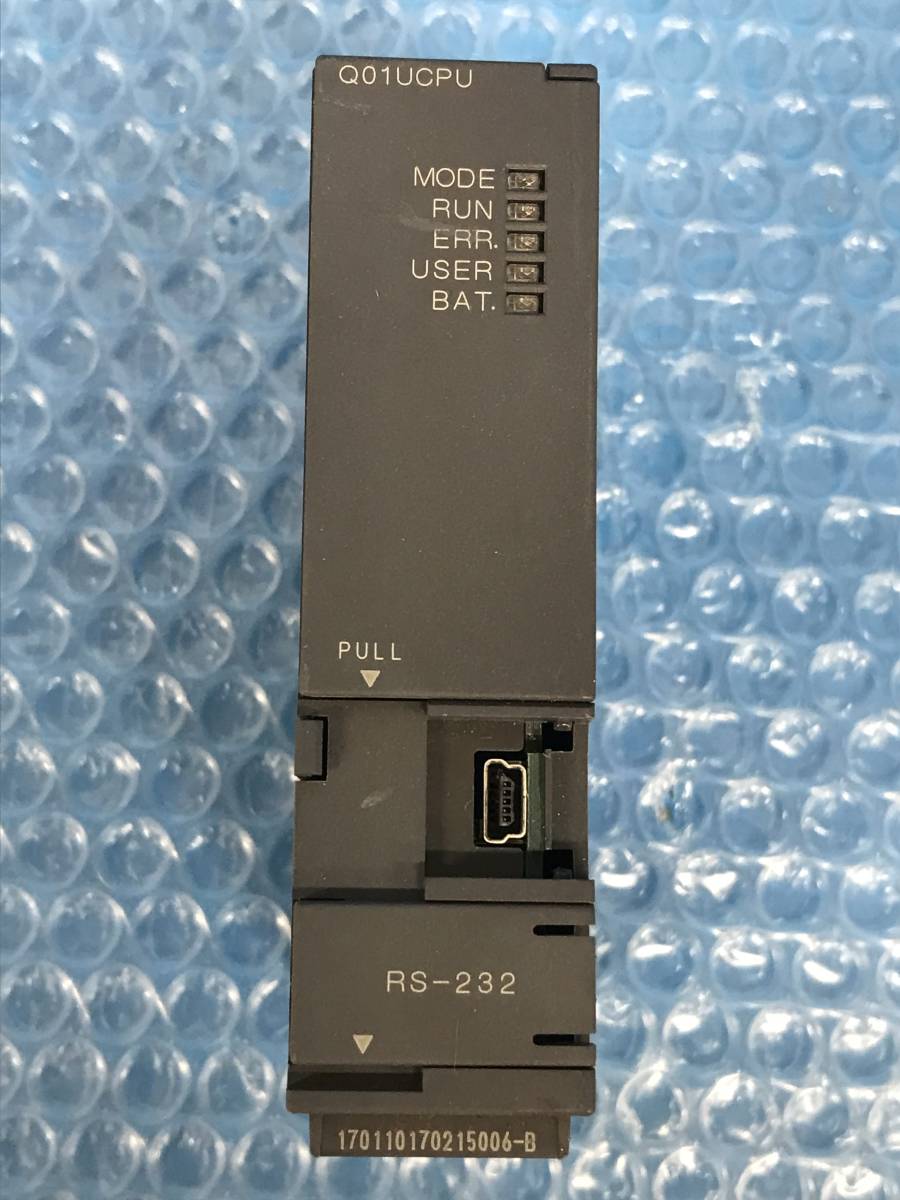 Q01UCPU
MODE
RUN
ERR.
USER
BAT.
PULL
RS-232
170110170215006-B